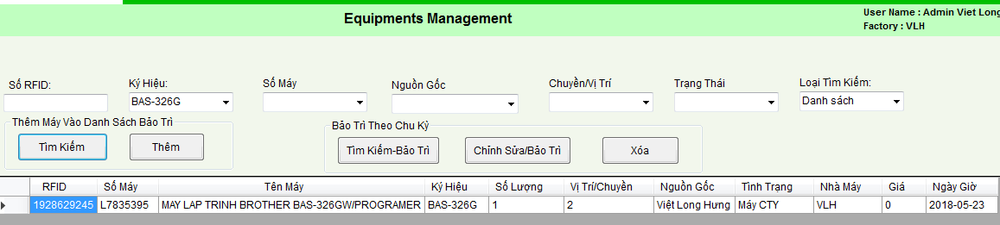 Equipments Management
User Name : Admin Viet Long
Factory : VLH
Số RFID:
Ký Hiệu:
Số Máy
Nguồn Gốc
Chuyền/Vị Trí
Trạng Thái
Loại Tìm Kiếm:
BAS-326G
Danh sách
Thêm Máy Vào Danh Sách Bảo Trì
Bảo Trì Theo Chu Kỳ
Tìm Kiếm
Thêm
Tìm Kiếm-Bảo Trì
Chỉnh Sửa/Bảo Trì
Xóa
RFID Số Máy Tên Máy Ký Hiệu Số Lượng Vị Trí/Chuyền Nguồn Gốc Tình Trạng Nhà Máy Giá Ngày Giờ
1928629245 L7835395 MAY LAP TRINH BROTHER BAS-326GW/PROGRAMER BAS-326G 1 2 Việt Long Hưng Máy CTY VLH 0 2018-05-23